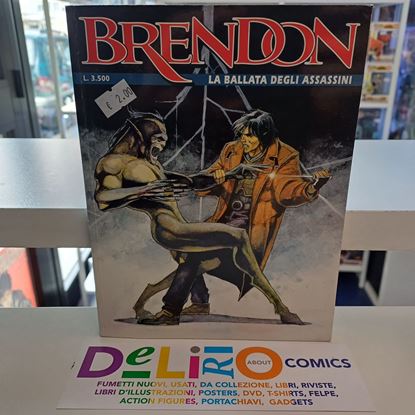 BRENDON
L. 3.500
LA BALLATA DEGLI ASSASSINI
€ 2.00
DeLiRiO ABOUT COMICS
FUMETTI NUOVI, USATI, DA COLLEZIONE, LIBRI, RIVISTE,
LIBRI D'ILLUSTRAZIONI, POSTERS, DVD, T-SHIRTS, FELPE,
ACTION FIGURES, PORTACHIAVI, GADGETS